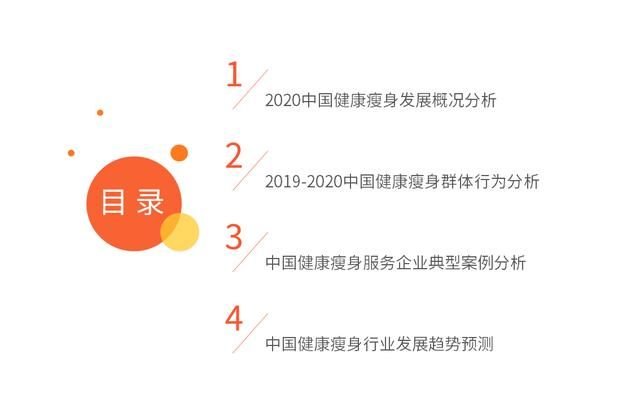 目录
1
2020中国健康瘦身发展概况分析
2
2019-2020中国健康瘦身群体行为分析
3
中国健康瘦身服务企业典型案例分析
4
中国健康瘦身行业发展趋势预测